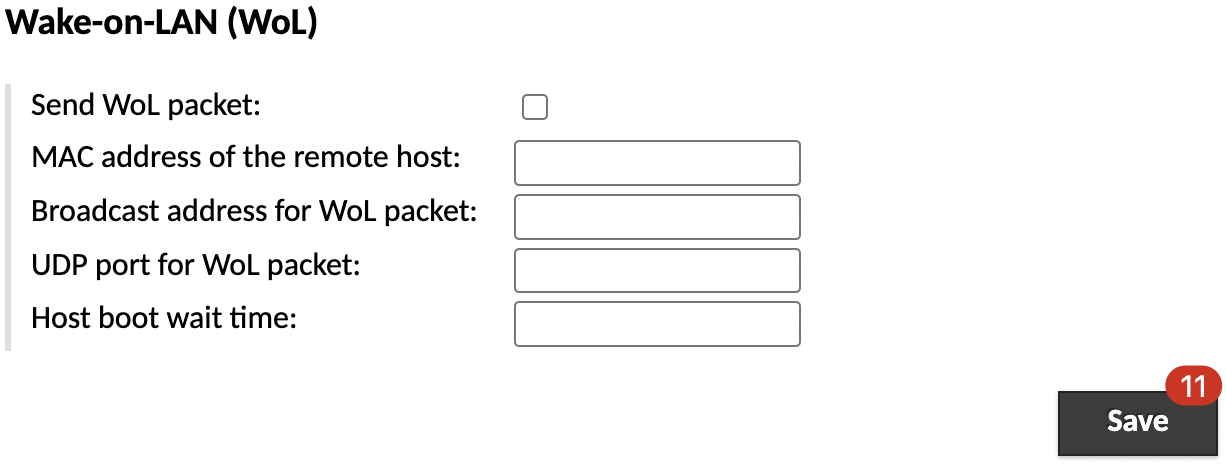 Wake-on-LAN (WoL)
Send WoL packet:
MAC address of the remote host:
Broadcast address for WoL packet:
UDP port for WoL packet:
Host boot wait time:
11
Save